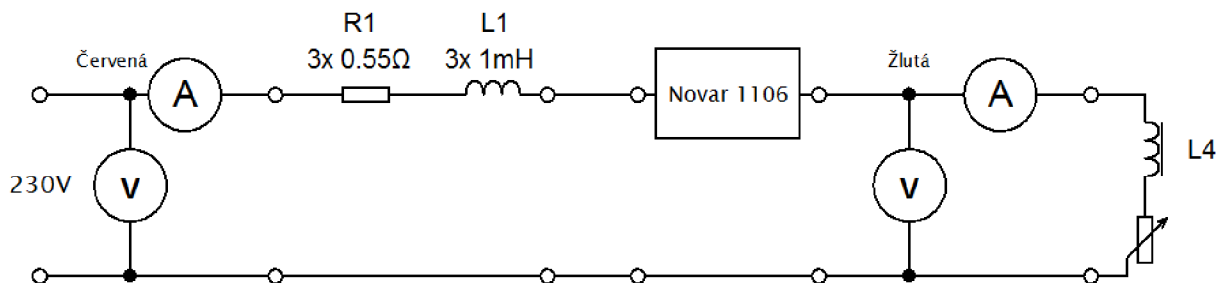 R1
L1
Červená
3x 0.55Ω
3x 1mH
Žlutá
A
Novar 1106
A
L4
230V
V
V